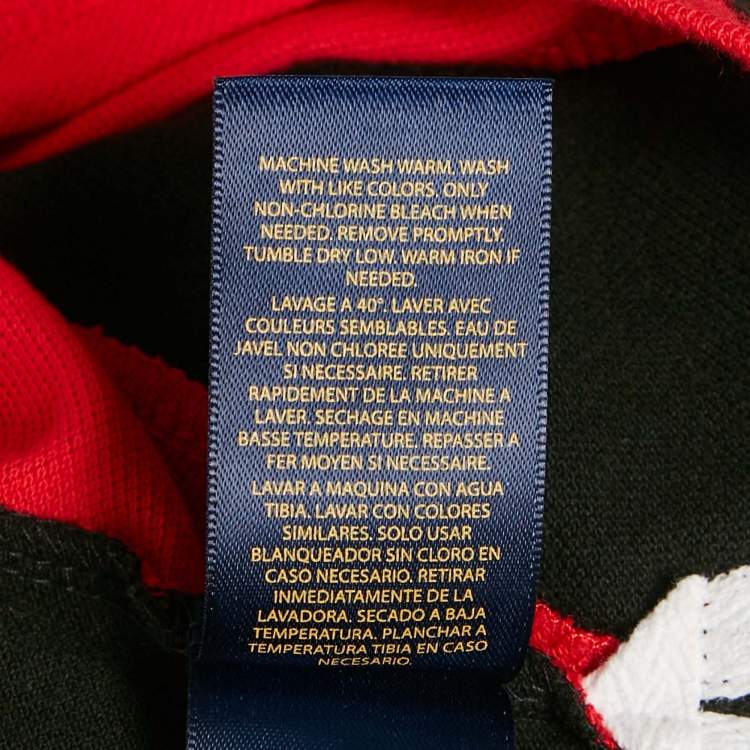 MACHINE WASH WARM. WASH
WITH LIKE COLORS. ONLY
NON-CHLORINE BLEACH WHEN
NEEDED. REMOVE PROMPTLY.
TUMBLE DRY LOW. WARM IRON IF
NEEDED.
LAVAGE A 40°. LAVER AVEC
COULEURS SEMBLABLES. EAU DE
JAVEL NON CHLOREE UNIQUEMENT
SI NECESSAIRE. RETIRER
RAPIDEMENT DE LA MACHINE A
LAVER. SECHAGE EN MACHINE
BASSE TEMPERATURE. REPASSER A
FER MOYEN SI NECESSAIRE.
LAVAR A MAQUINA CON AGUA
TIBIA. LAVAR CON COLORES
SIMILARES. SOLO USAR
BLANQUEADOR SIN CLORO EN
CASO NECESARIO. RETIRAR
INMEDIATAMENTE DE LA
LAVADORA. SECADO A BAJA
TEMPERATURA. PLANCHAR A
TEMPERATURA TIBIA EN CASO
NECESARIO.